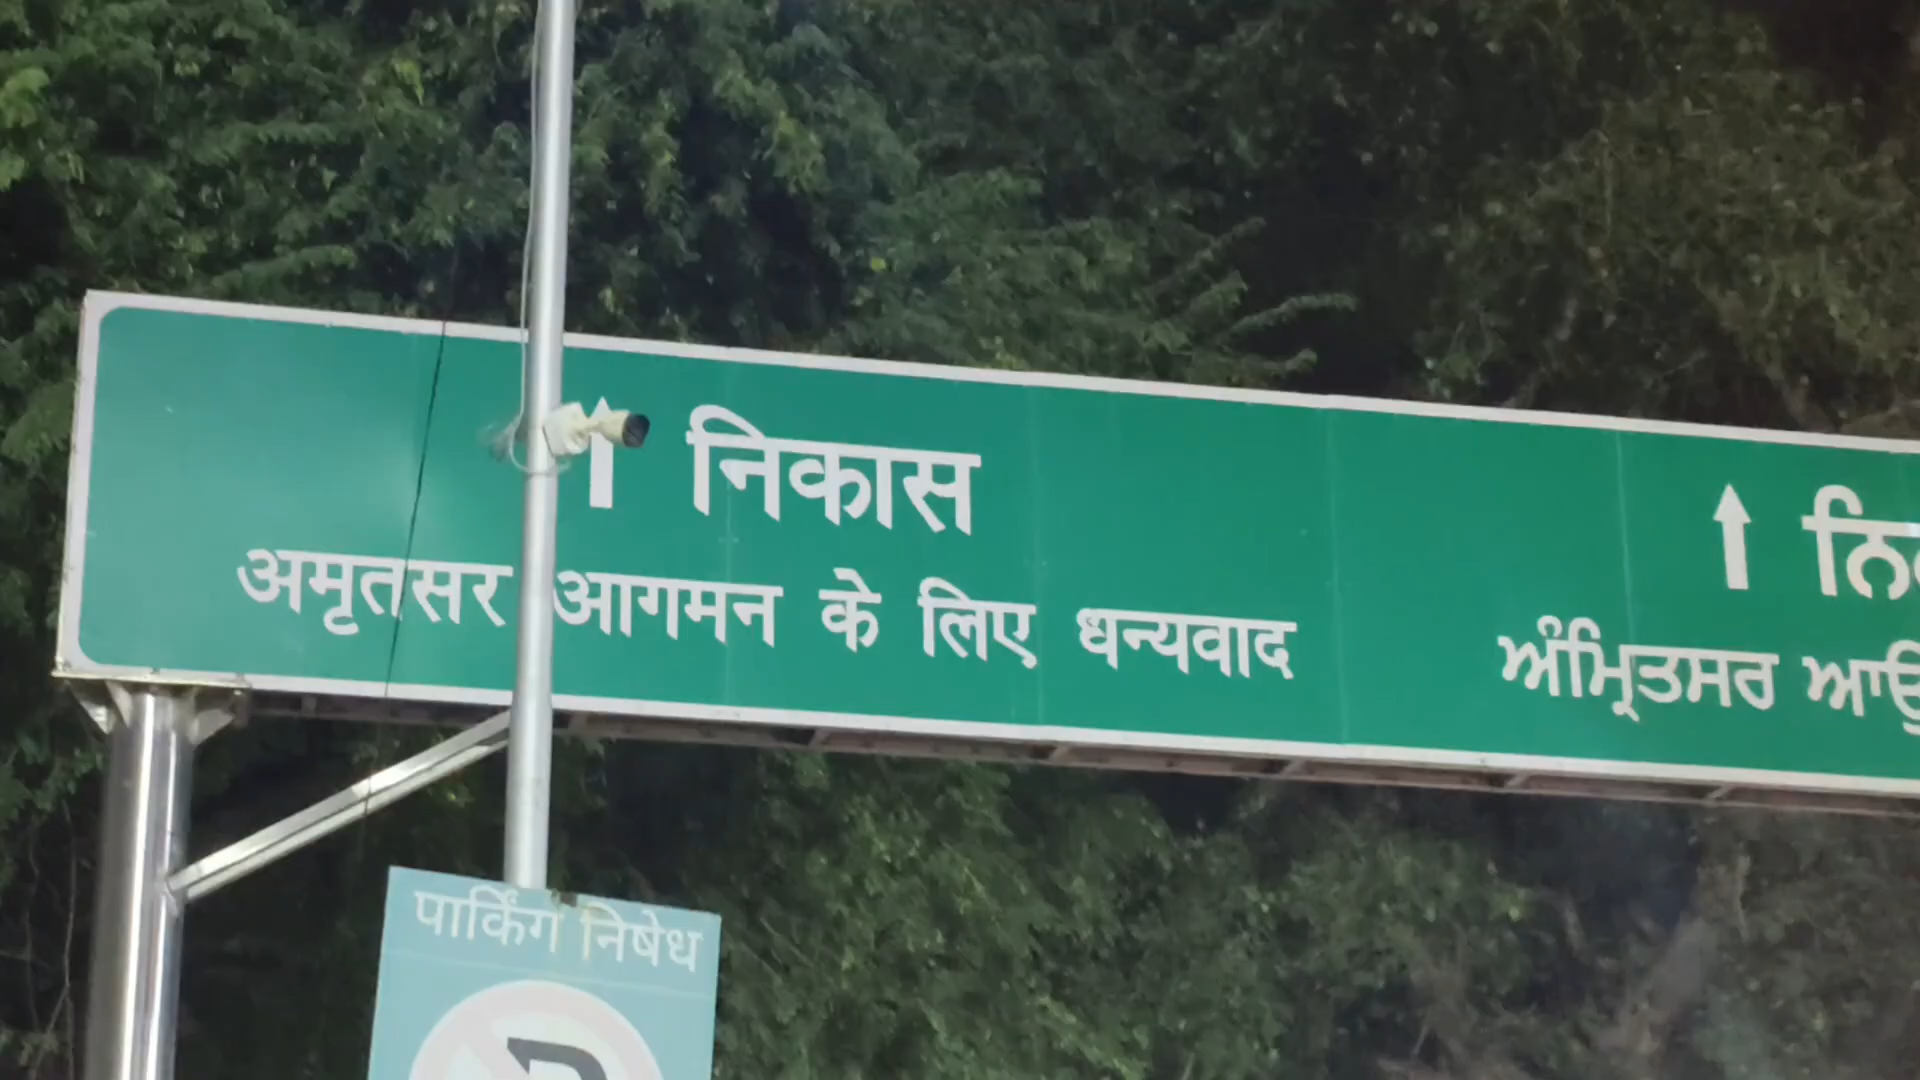 निकास
अमृतसर आगमन के लिए धन्यवाद
ਅੰਮ੍ਰਿਤਸਰ
पार्किंग निषेध